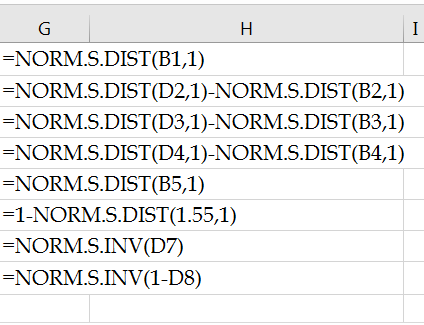 G H I
=NORM.S.DIST(B1,1)
=NORM.S.DIST(D2,1)-NORM.S.DIST(B2,1)
=NORM.S.DIST(D3,1)-NORM.S.DIST(B3,1)
=NORM.S.DIST(D4,1)-NORM.S.DIST(B4,1)
=NORM.S.DIST(B5,1)
=1-NORM.S.DIST(1.55,1)
=NORM.S.INV(D7)
=NORM.S.INV(1-D8)